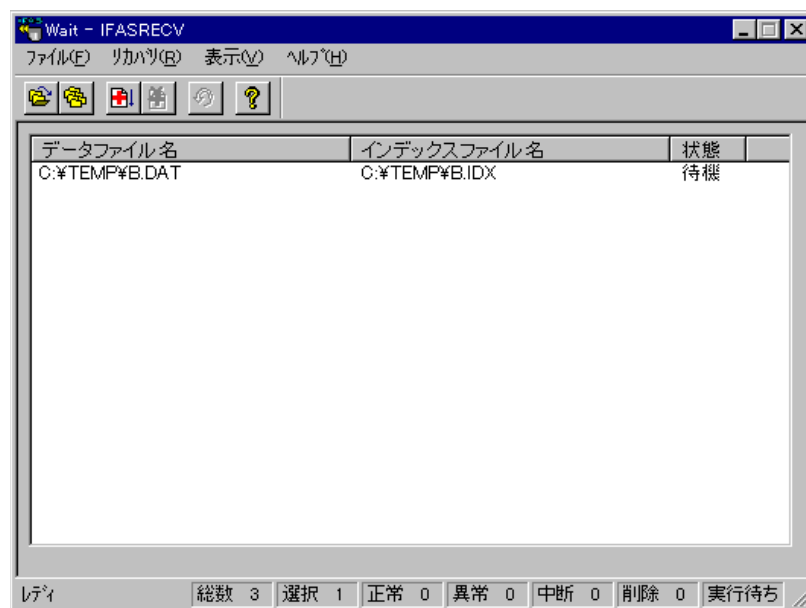 Wait - IFASRECV
ﾌｧｲﾙ(F) ﾘｶﾊﾞﾘ(R) 表示(V) ﾍﾙﾌﾟ(H)
データファイル名 インデックスファイル名 状態
C:¥TEMP¥B.DAT C:¥TEMP¥B.IDX 待機
ﾚﾃﾞｨ 総数 3 選択 1 正常 0 異常 0 中断 0 削除 0 実行待ち